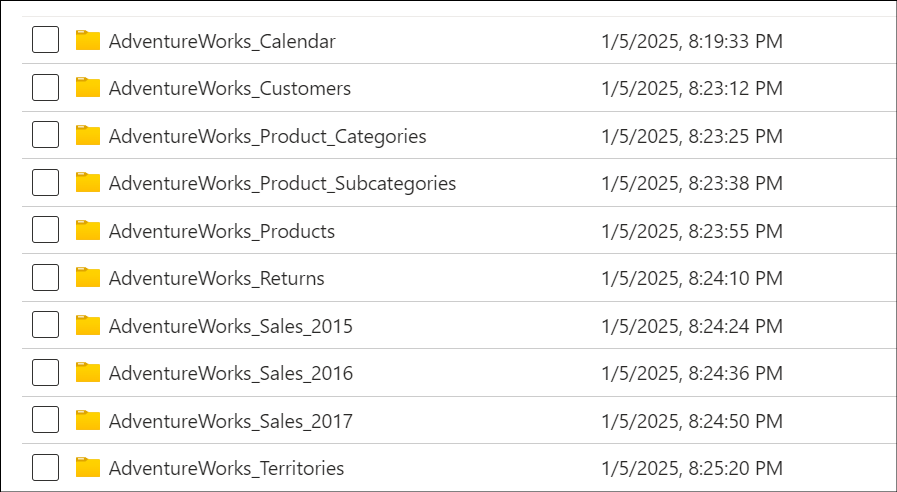 AdventureWorks_Calendar 1/5/2025, 8:19:33 PM
AdventureWorks_Customers 1/5/2025, 8:23:12 PM
AdventureWorks_Product_Categories 1/5/2025, 8:23:25 PM
AdventureWorks_Product_Subcategories 1/5/2025, 8:23:38 PM
AdventureWorks_Products 1/5/2025, 8:23:55 PM
AdventureWorks_Returns 1/5/2025, 8:24:10 PM
AdventureWorks_Sales_2015 1/5/2025, 8:24:24 PM
AdventureWorks_Sales_2016 1/5/2025, 8:24:36 PM
AdventureWorks_Sales_2017 1/5/2025, 8:24:50 PM
AdventureWorks_Territories 1/5/2025, 8:25:20 PM